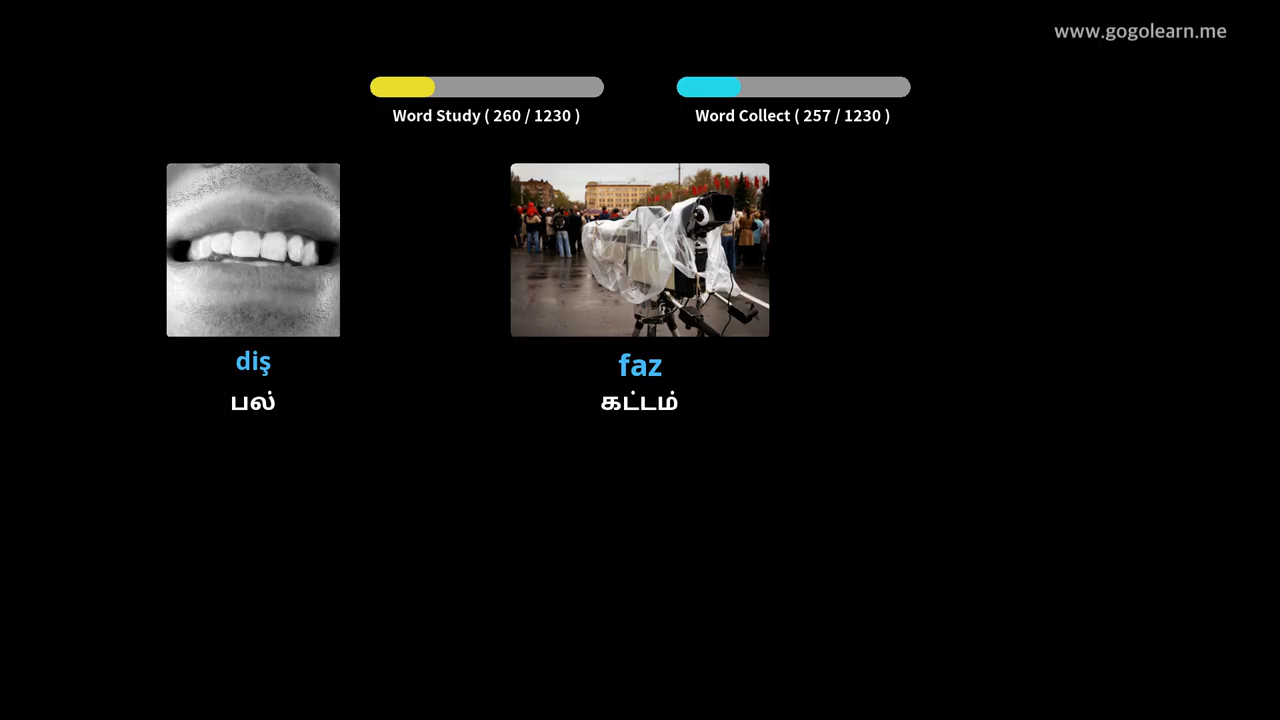 www.gogolearn.me
Word Study ( 260 / 1230 )
Word Collect ( 257 / 1230 )
diş
பல்
faz
கட்டம்